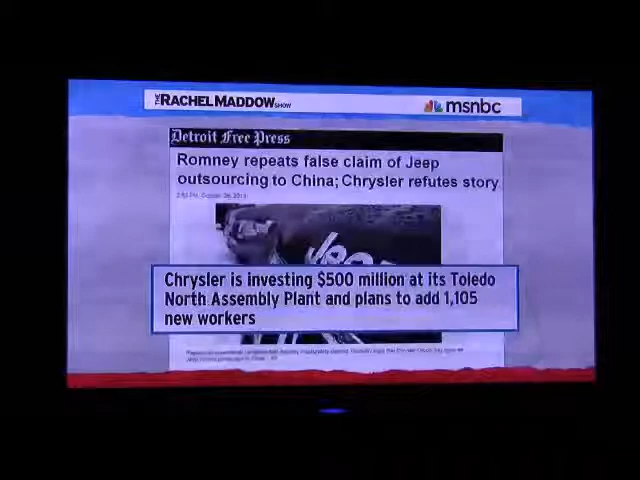 THE RACHEL MADDOW SHOW
msnbc
Detroit Free Press
Romney repeats false claim of Jeep
outsourcing to China; Chrysler refutes story
Jeep
Chrysler is investing $500 million at its Toledo
North Assembly Plant and plans to add 1,105
new workers